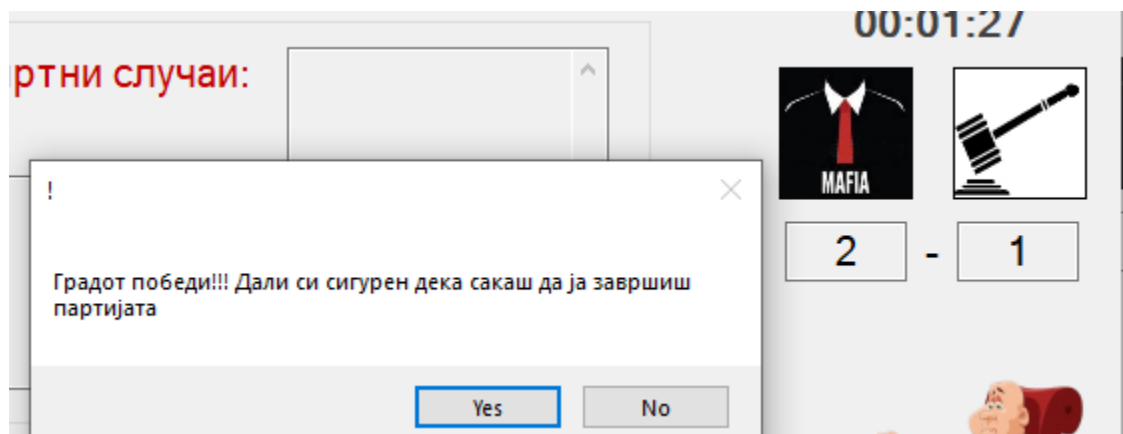 00:01:27
ртни случаи:
MAFIA
2 - 1
!
Градот победи!!! Дали си сигурен дека сакаш да ја завршиш
партијата
Yes No